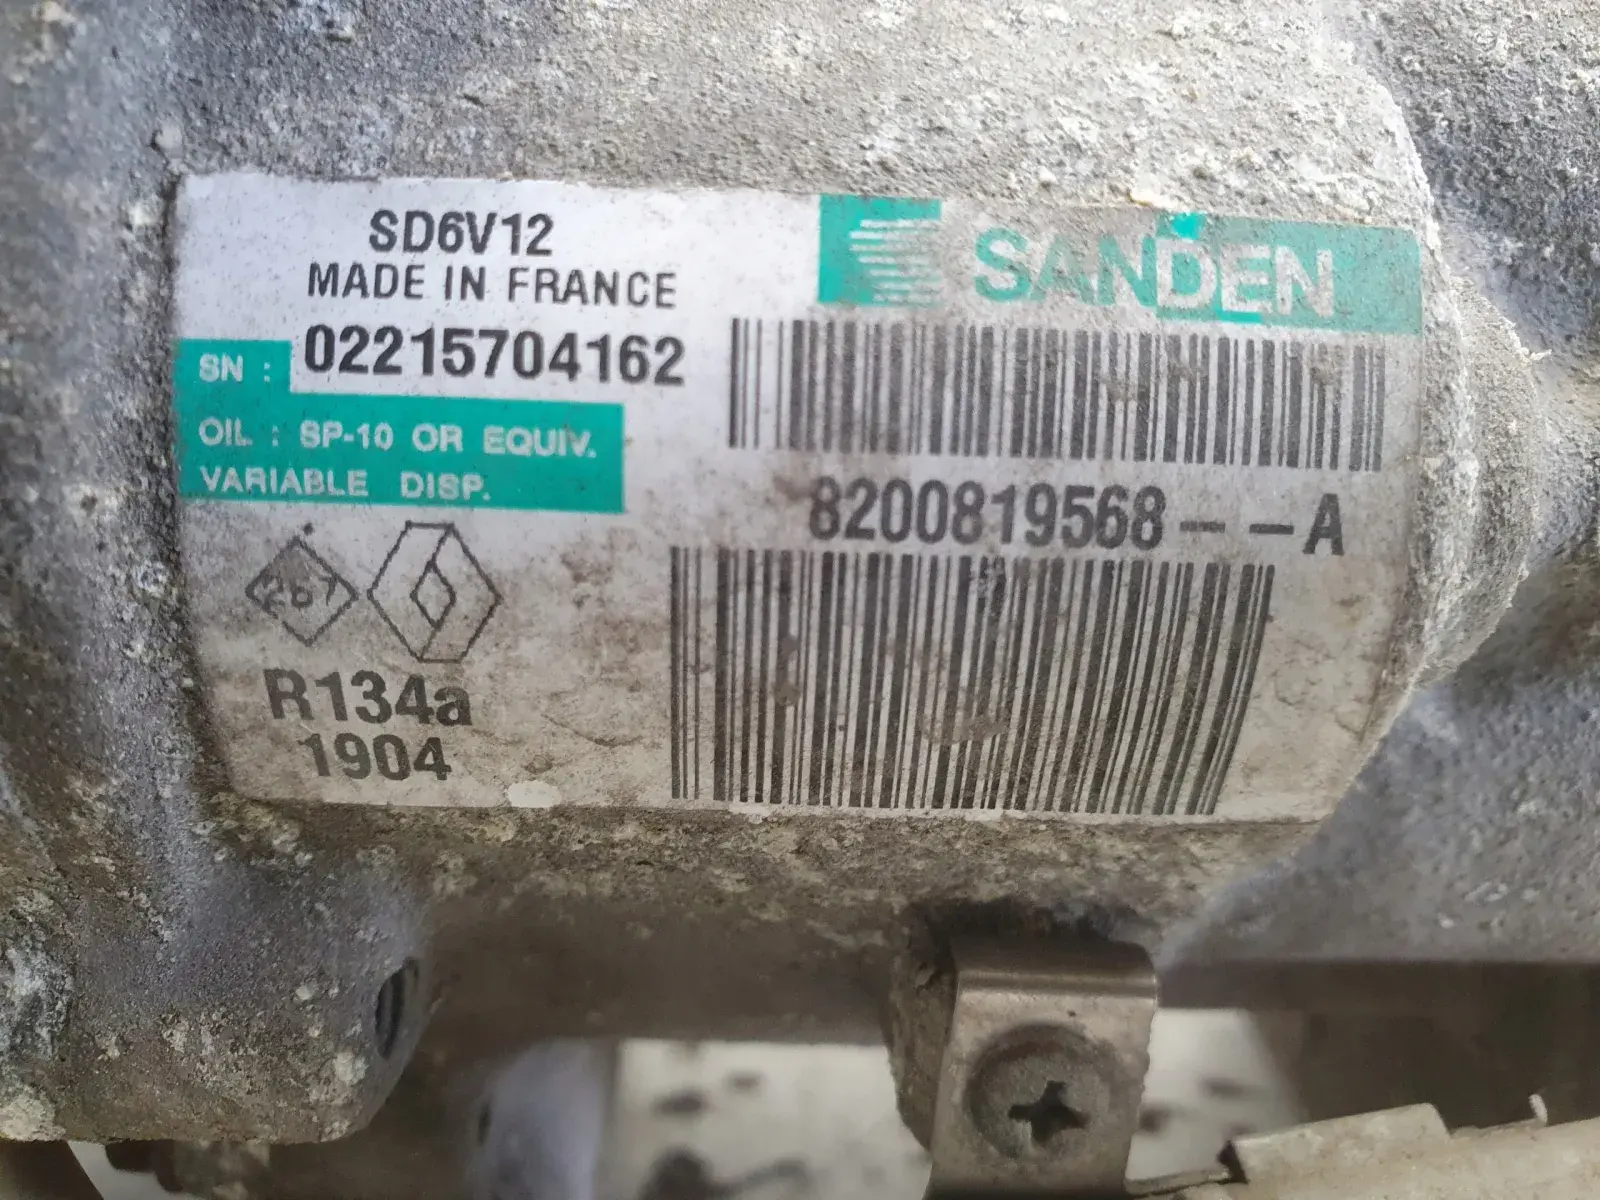 SD6V12
MADE IN FRANCE
SANDEN
SN : 02215704162
OIL : SP-10 OR EQUIV.
VARIABLE DISP.
8200819568---A
R134a
1904